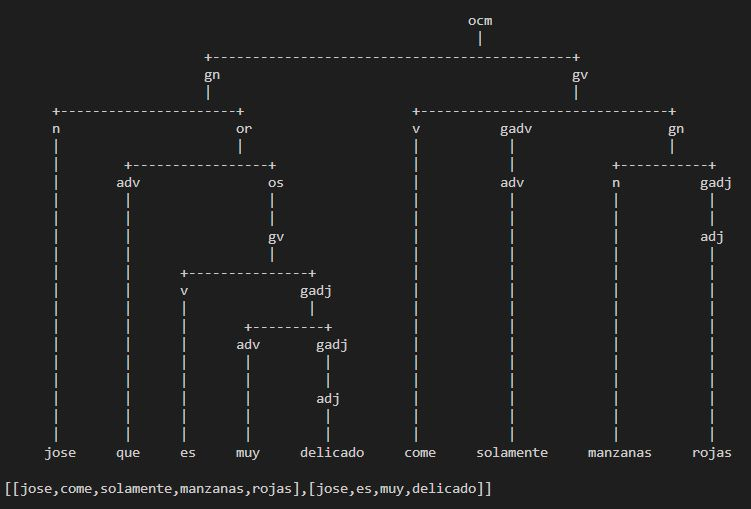 ocm
gn gv
n or v gadv gn
adv os adv n gadj
gv adj
v gadj
adv gadj
adj
jose que es muy delicado come solamente manzanas rojas
[[jose,come,solamente,manzanas,rojas],[jose,es,muy,delicado]]